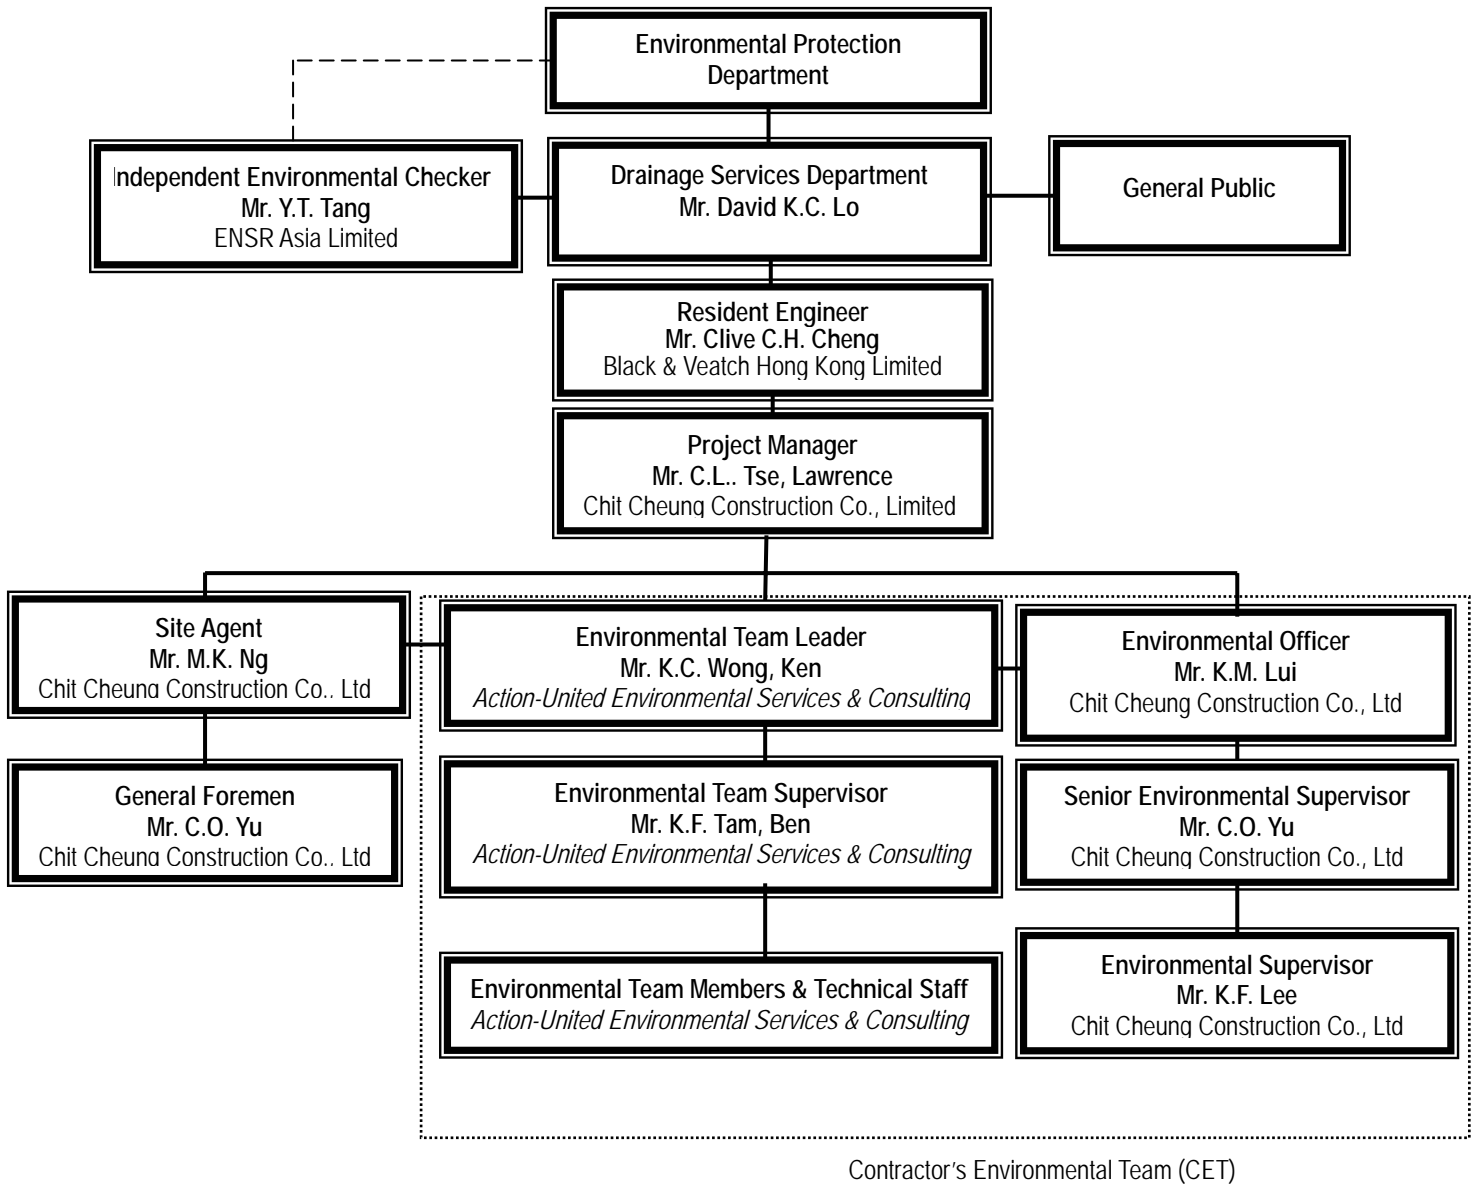 Environmental Protection
Department
Independent Environmental Checker
Mr. Y.T. Tang
ENSR Asia Limited
Drainage Services Department
Mr. David K.C. Lo
General Public
Resident Engineer
Mr. Clive C.H. Cheng
Black & Veatch Hong Kong Limited
Project Manager
Mr. C.L.. Tse, Lawrence
Chit Cheung Construction Co., Limited
Site Agent
Mr. M.K. Ng
Chit Cheung Construction Co., Ltd
Environmental Team Leader
Mr. K.C. Wong, Ken
Action-United Environmental Services & Consulting
Environmental Officer
Mr. K.M. Lui
Chit Cheung Construction Co., Ltd
General Foremen
Mr. C.O. Yu
Chit Cheung Construction Co., Ltd
Environmental Team Supervisor
Mr. K.F. Tam, Ben
Action-United Environmental Services & Consulting
Senior Environmental Supervisor
Mr. C.O. Yu
Chit Cheung Construction Co., Ltd
Environmental Team Members & Technical Staff
Action-United Environmental Services & Consulting
Environmental Supervisor
Mr. K.F. Lee
Chit Cheung Construction Co., Ltd
Contractor's Environmental Team (CET)